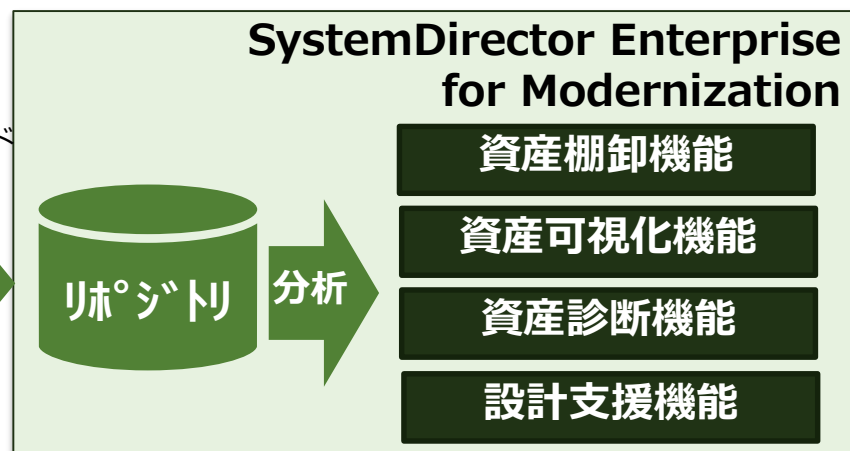 SystemDirector Enterprise
for Modernization
ド
資産棚卸機能
資産可視化機能
ﾘﾎﾟｼﾞﾄﾘ
分析
資産診断機能
設計支援機能